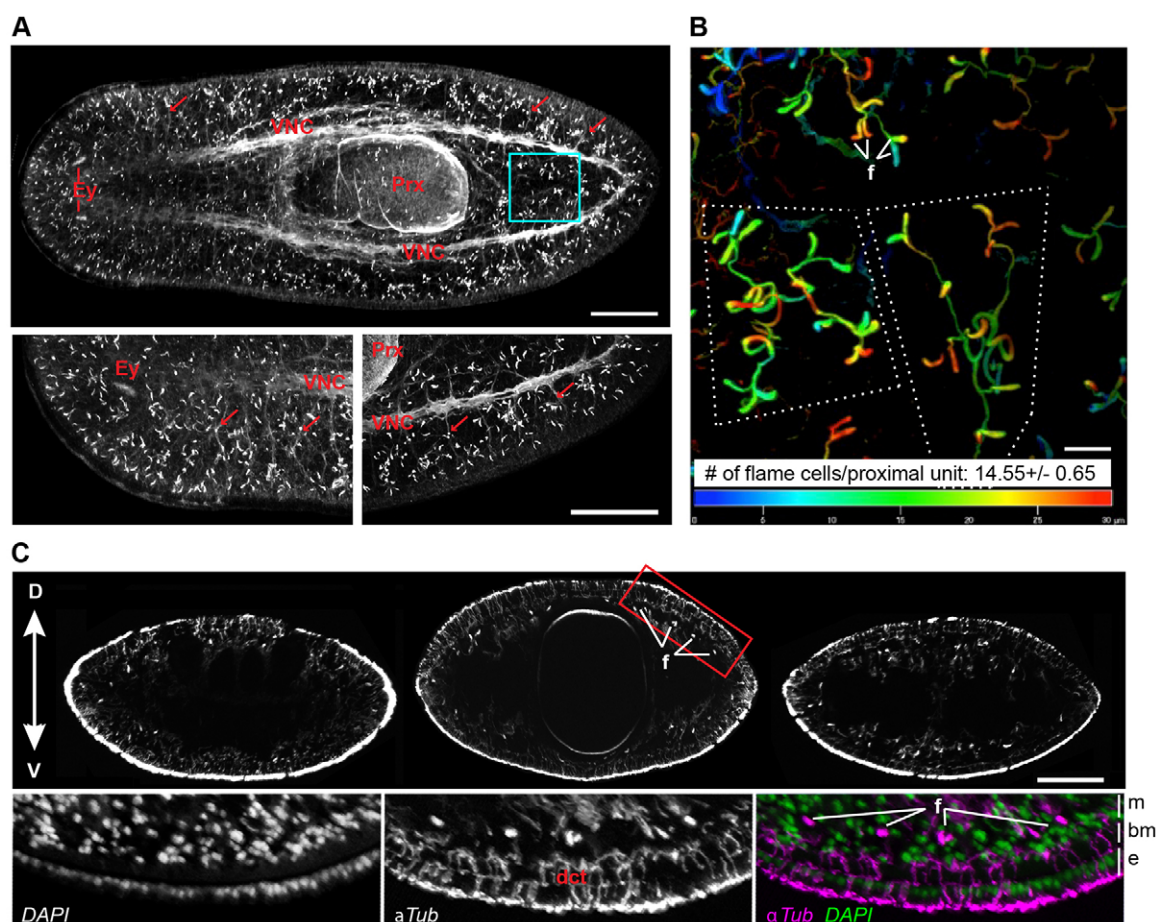 A
VNC
Ey
Prx
VNC
Ey
VNC
Prx
VNC
B
f
# of flame cells/proximal unit: 14.55+/- 0.65
0 5 10 15 20 25 30 µm
C
D
V
f
DAPI
aTub
dct
f
αTub DAPI
m
bm
e